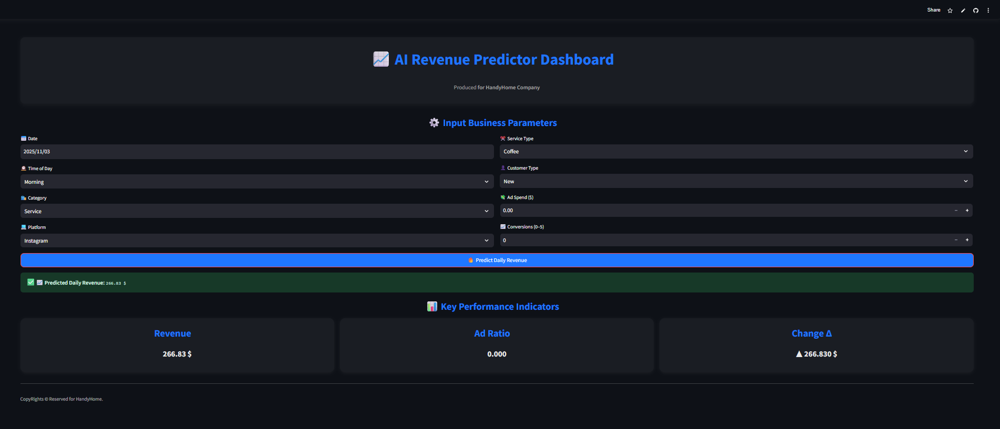 Share
AI Revenue Predictor Dashboard
Produced for HandyHome Company
Input Business Parameters
Date
2025/11/03
Service Type
Coffee
Time of Day
Morning
Customer Type
New
Category
Service
Ad Spend ($)
0.00
Platform
Instagram
Conversions (0–5)
0
Predict Daily Revenue
Predicted Daily Revenue: 266.83 $
Key Performance Indicators
Revenue
266.83 $
Ad Ratio
0.000
Change Δ
▲ 266.830 $
CopyRights © Reserved for HandyHome.